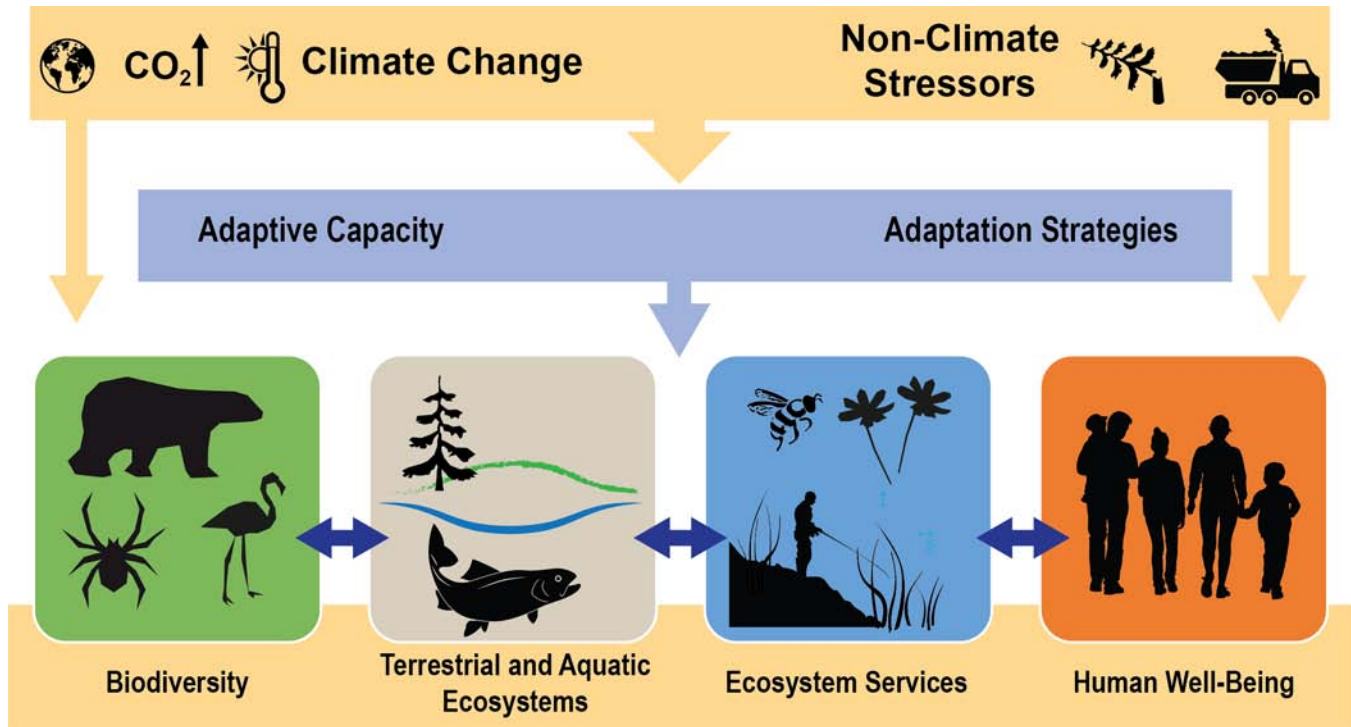 CO₂
Climate Change
Non-Climate
Stressors
Adaptive Capacity
Adaptation Strategies
Biodiversity
Terrestrial and Aquatic
Ecosystems
Ecosystem Services
Human Well-Being